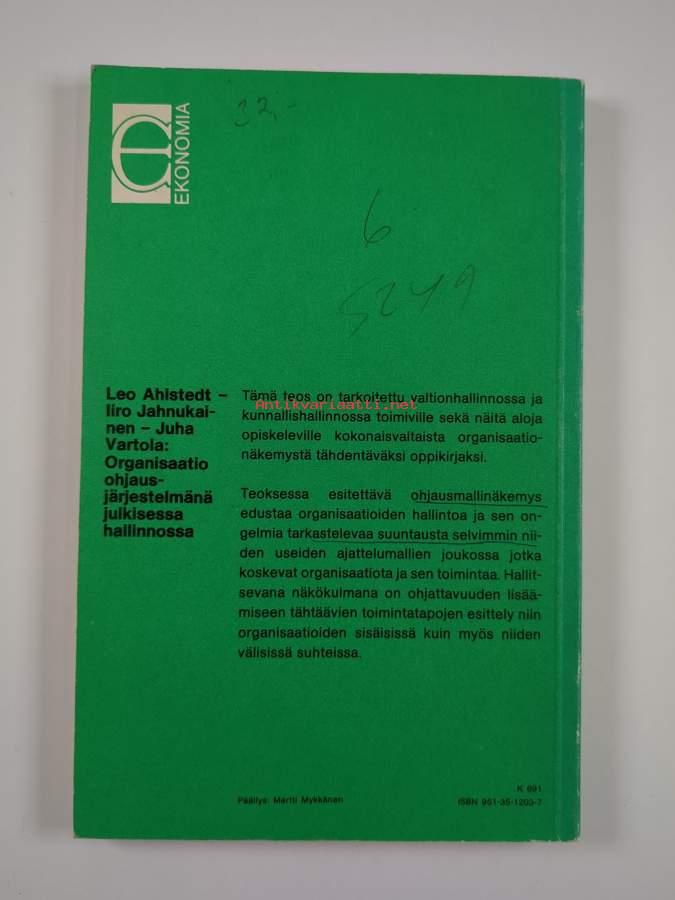 EKONOMIA
32,-
6
5249
Leo Ahlstedt –
Iiro Jahnukai-
nen – Juha
Vartola:
Organisaatio
ohjaus-
järjestelmänä
julkisessa
hallinnossa
Tämä teos on tarkoitettu valtionhallinnossa ja
Antikvariaatti.net
kunnallishallinnossa toimiville sekä näitä aloja
opiskeleville kokonaisvaltaista organisaatio-
näkemystä tähdentäväksi oppikirjaksi.
Teoksessa esitettävä ohjausmallinäkemys
edustaa organisaatioiden hallintoa ja sen on-
gelmia tarkastelevaa suuntausta selvimmin nii-
den useiden ajattelumallien joukossa jotka
koskevat organisaatiota ja sen toimintaa. Hallit-
sevana näkökulmana on ohjattavuuden lisää-
miseen tähtäävien toimintatapojen esittely niin
organisaatioiden sisäisissä kuin myös niiden
välisissä suhteissa.
K 691
Päällys: Martti Mykkänen
ISBN 951-35-1203-7